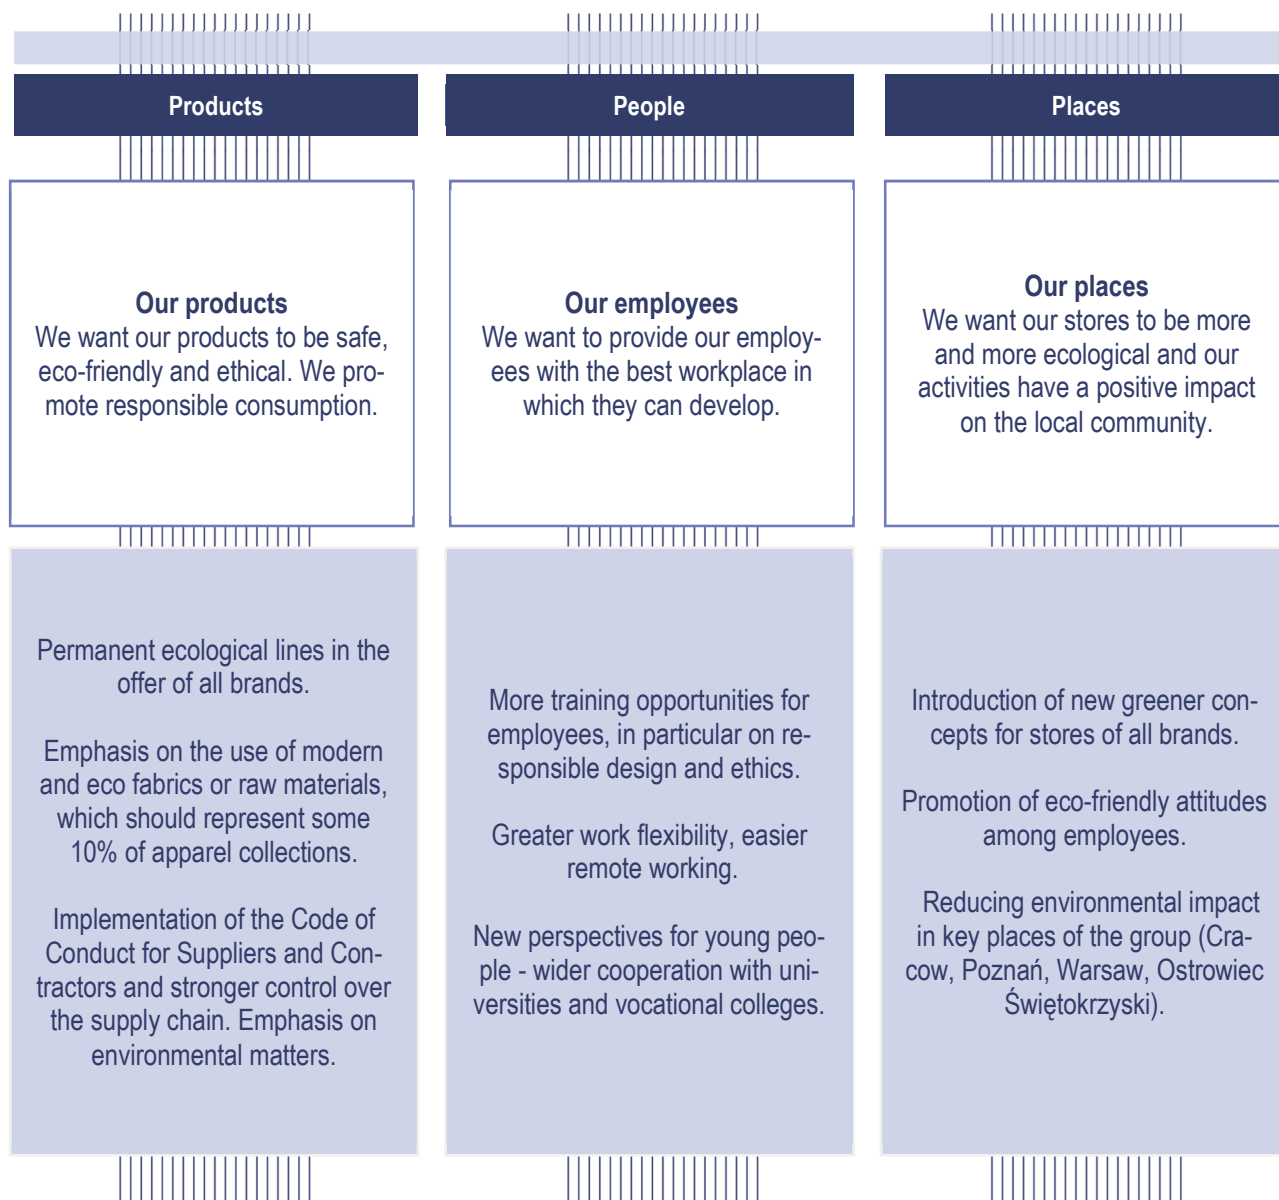 Products
People
Places
Our products
We want our products to be safe,
eco-friendly and ethical. We pro-
mote responsible consumption.
Our employees
We want to provide our employ-
ees with the best workplace in
which they can develop.
Our places
We want our stores to be more
and more ecological and our
activities have a positive impact
on the local community.
Permanent ecological lines in the
offer of all brands.
Emphasis on the use of modern
and eco fabrics or raw materials,
which should represent some
10% of apparel collections.
Implementation of the Code of
Conduct for Suppliers and Con-
tractors and stronger control over
the supply chain. Emphasis on
environmental matters.
More training opportunities for
employees, in particular on re-
sponsible design and ethics.
Greater work flexibility, easier
remote working.
New perspectives for young peo-
ple - wider cooperation with uni-
versities and vocational colleges.
Introduction of new greener con-
cepts for stores of all brands.
Promotion of eco-friendly attitudes
among employees.
Reducing environmental impact
in key places of the group (Cra-
cow, Poznań, Warsaw, Ostrowiec
Świętokrzyski).